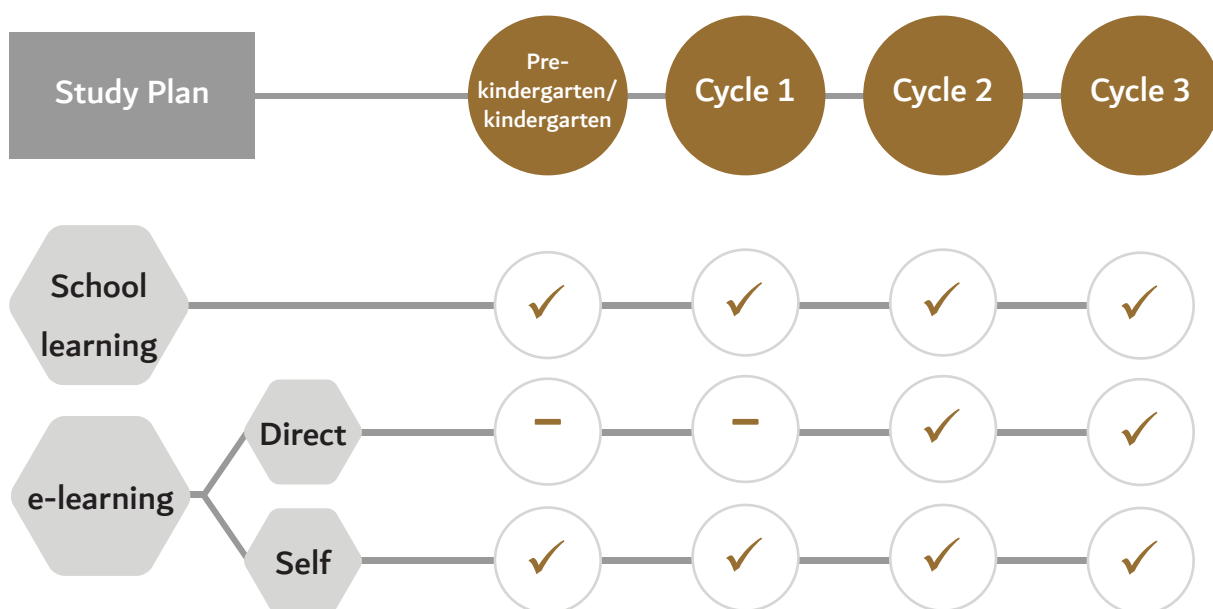 Study Plan
Pre-
kindergarten/
kindergarten
Cycle 1
Cycle 2
Cycle 3
School
learning
✓ ✓ ✓ ✓
e-learning
Direct
– – ✓ ✓
Self
✓ ✓ ✓ ✓